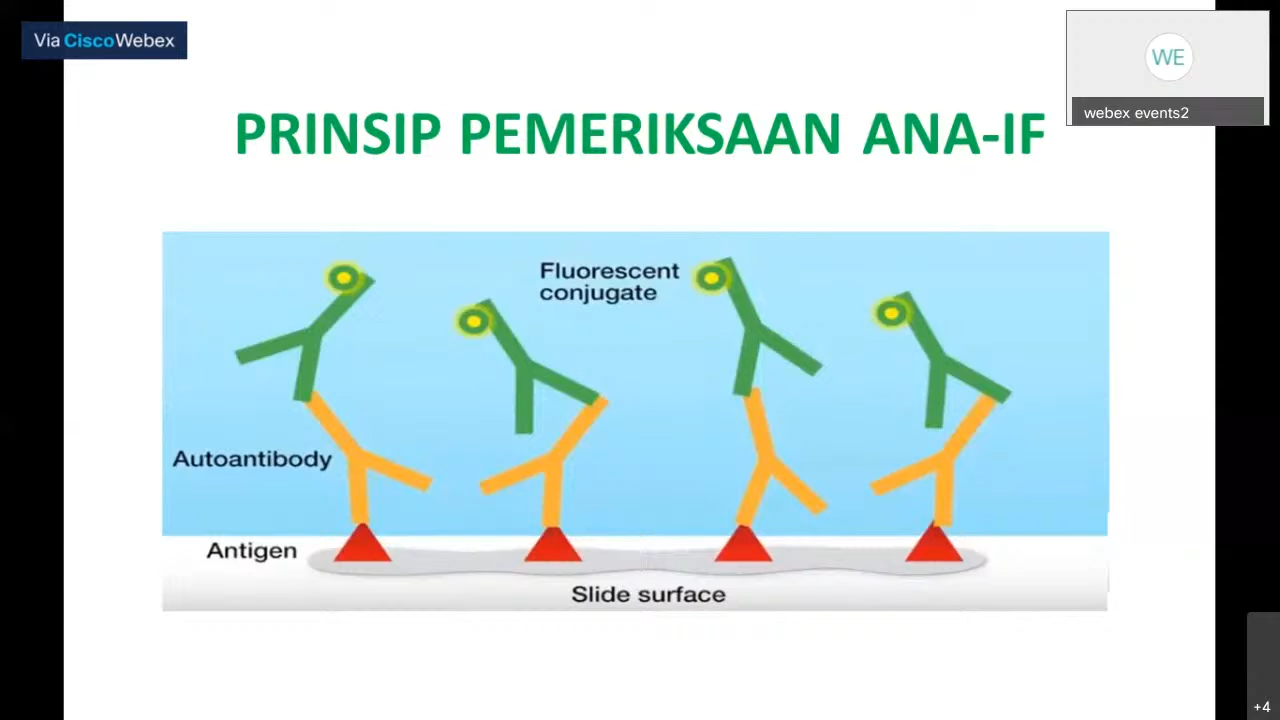 Via CiscoWebex
WE
webex events2
PRINSIP PEMERIKSAAN ANA-IF
Fluorescent
conjugate
Autoantibody
Antigen
Slide surface
+4